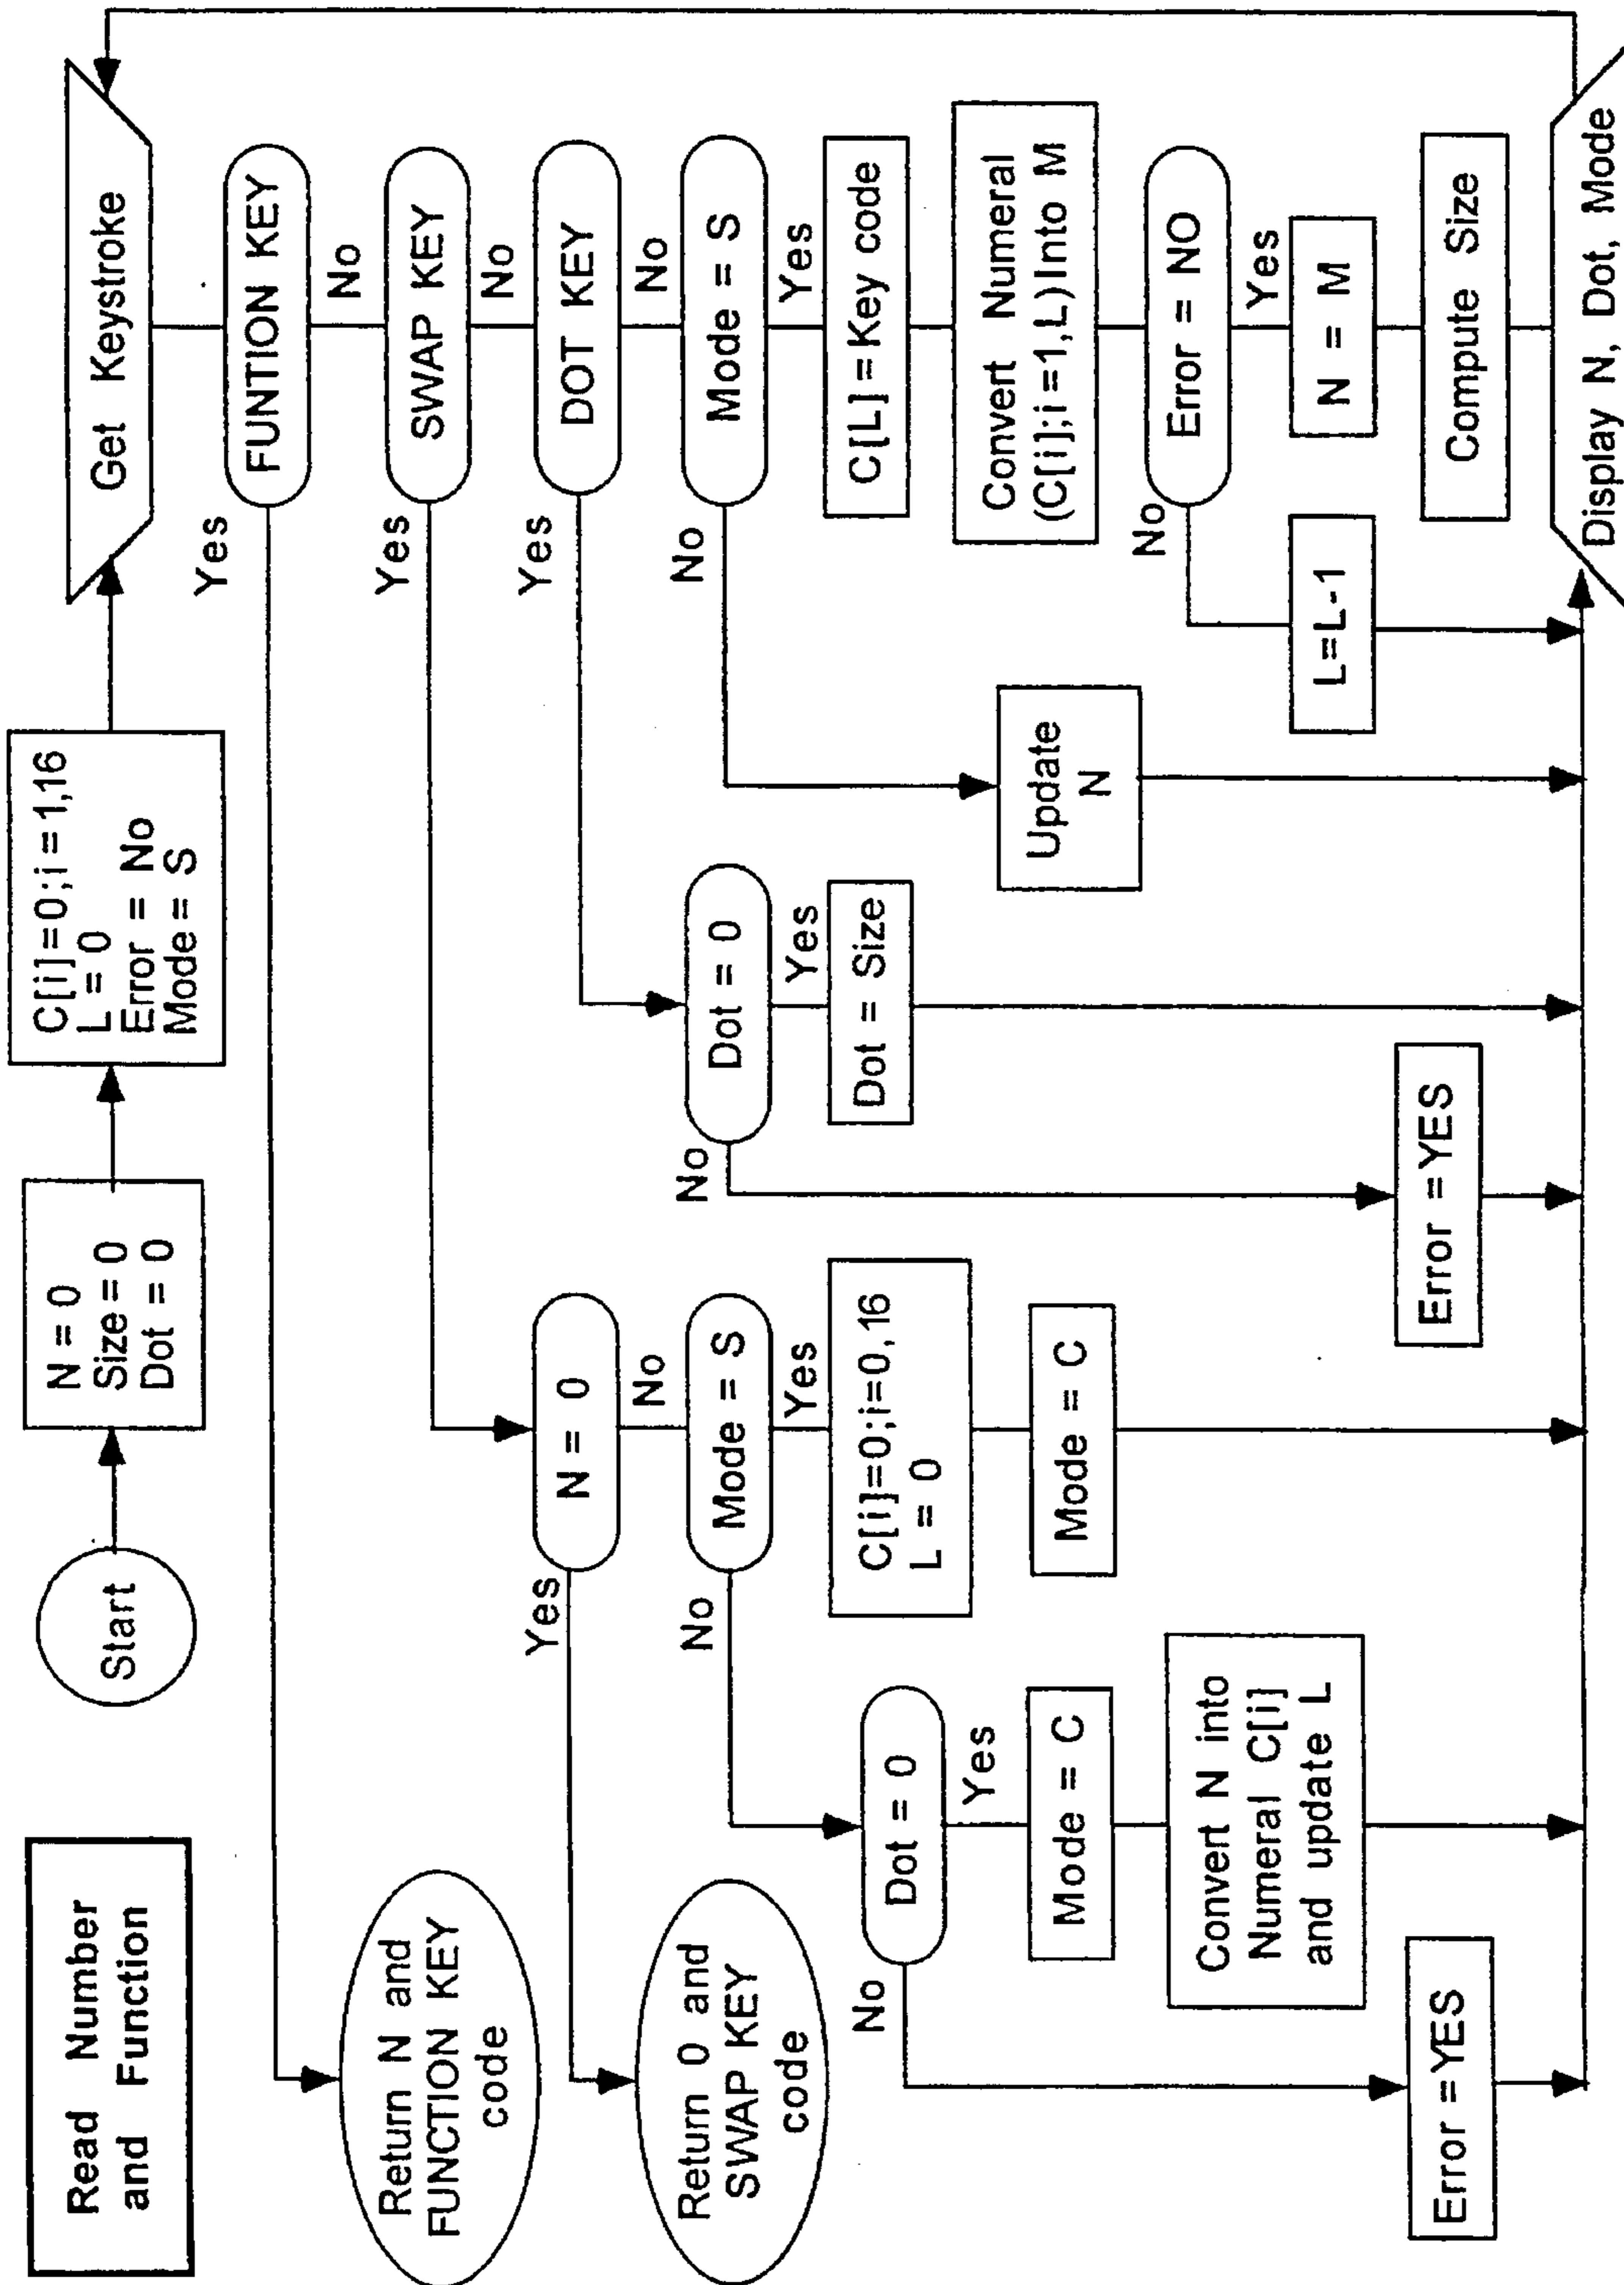 Read Number
and Function
Start
N = 0
Size = 0
Dot = 0
C[i]=0;i=1,16
L = 0
Error = No
Mode = S
Get Keystroke
FUNTION KEY
Yes
No
Return N and
FUNCTION KEY
code
SWAP KEY
Yes
No
N = 0
Yes
No
Return 0 and
SWAP KEY
code
Mode = S
No
Yes
Dot = 0
No
Yes
Error =YES
Mode = C
Convert N into
Numeral C[i]
and update L
C[i]=0;i=0,16
L = 0
Mode = C
DOT KEY
Yes
No
Dot = 0
No
Yes
Error =YES
Dot = Size
Mode = S
No
Yes
Update
N
C[L]=Key code
Convert Numeral
(C[i];i=1,L)Into M
Error = NO
No
Yes
L=L-1
N = M
Compute Size
Display N, Dot, Mode